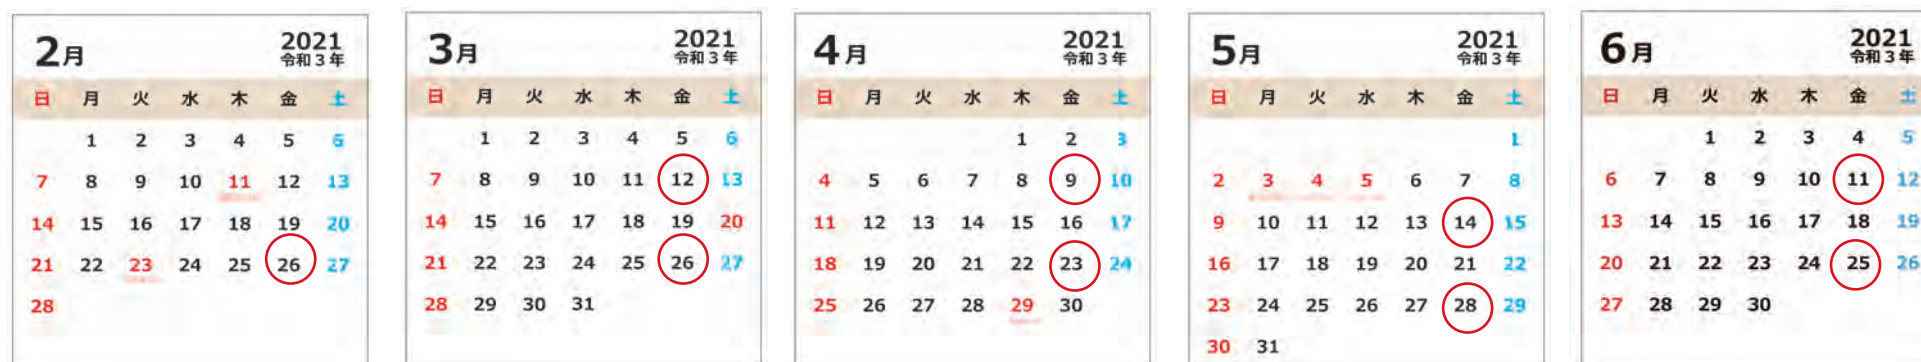 2月 2021
令和3年
日 月 火 水 木 金 土
1 2 3 4 5 6
7 8 9 10 11 12 13
14 15 16 17 18 19 20
21 22 23 24 25 26 27
28
3月 2021
令和3年
日 月 火 水 木 金 土
1 2 3 4 5 6
7 8 9 10 11 12 13
14 15 16 17 18 19 20
21 22 23 24 25 26 27
28 29 30 31
4月 2021
令和3年
日 月 火 水 木 金 土
1 2 3
4 5 6 7 8 9 10
11 12 13 14 15 16 17
18 19 20 21 22 23 24
25 26 27 28 29 30
5月 2021
令和3年
日 月 火 水 木 金 土
1
2 3 4 5 6 7 8
9 10 11 12 13 14 15
16 17 18 19 20 21 22
23 24 25 26 27 28 29
30 31
6月 2021
令和3年
日 月 火 水 木 金 土
1 2 3 4 5
6 7 8 9 10 11 12
13 14 15 16 17 18 19
20 21 22 23 24 25 26
27 28 29 30